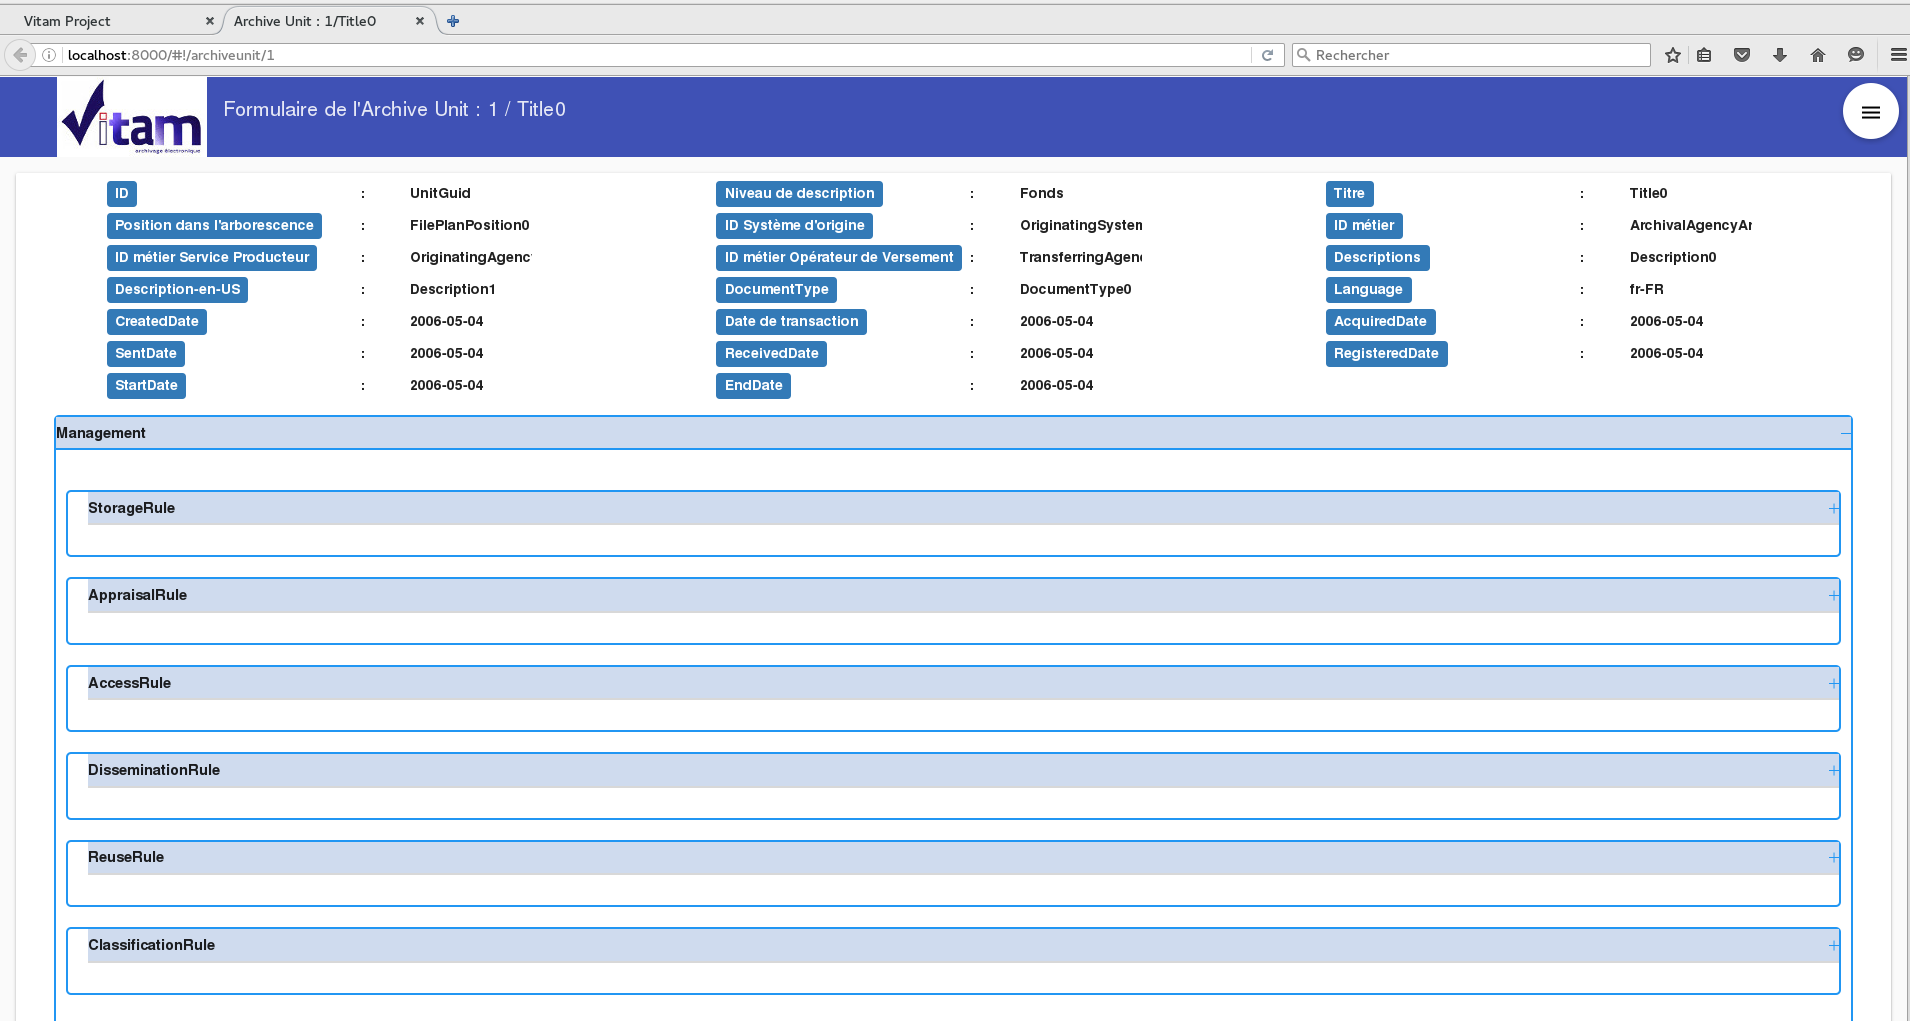 Vitam Project × Archive Unit : 1/Title0 ×
localhost:8000/#!/archiveunit/1 Rechercher
Vitam
archivage électronique
Formulaire de l'Archive Unit : 1 / Title0
ID : UnitGuid Niveau de description : Fonds Titre : Title0
Position dans l'arborescence : FilePlanPosition0 ID Système d'origine : OriginatingSystem ID métier : ArchivalAgencyAr
ID métier Service Producteur : OriginatingAgenc ID métier Opérateur de Versement : TransferringAgen Descriptions : Description0
Description-en-US : Description1 DocumentType : DocumentType0 Language : fr-FR
CreatedDate : 2006-05-04 Date de transaction : 2006-05-04 AcquiredDate : 2006-05-04
SentDate : 2006-05-04 ReceivedDate : 2006-05-04 RegisteredDate : 2006-05-04
StartDate : 2006-05-04 EndDate : 2006-05-04
Management
StorageRule
AppraisalRule
AccessRule
DisseminationRule
ReuseRule
ClassificationRule